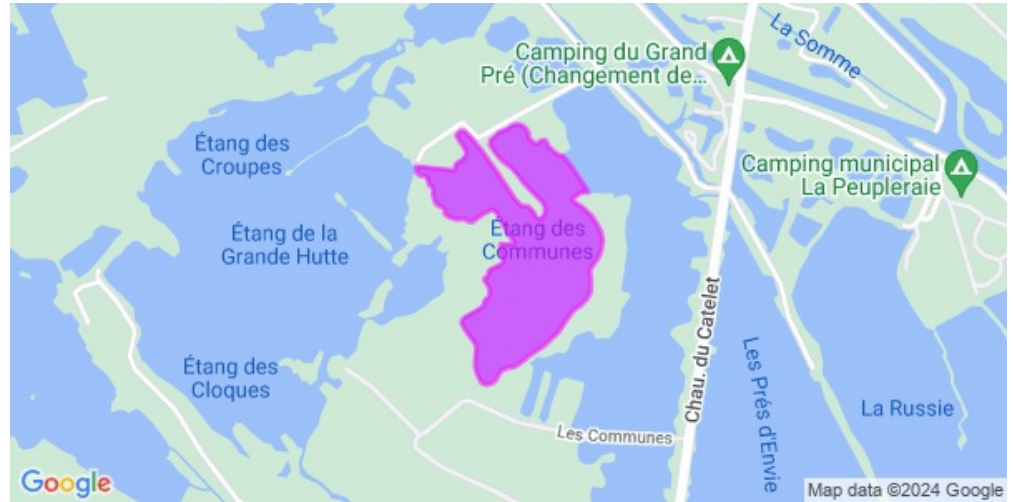 La Somme
Camping du Grand
Pré (Changement de...
Étang des
Croupes
Camping municipal
La Peupleraie
Étang de la
Grande Hutte
Étang des
Communes
Chau. du Catelet
Étang des
Cloques
Les Prés d'Envie
La Russie
Les Communes
Google
Map data ©2024 Google